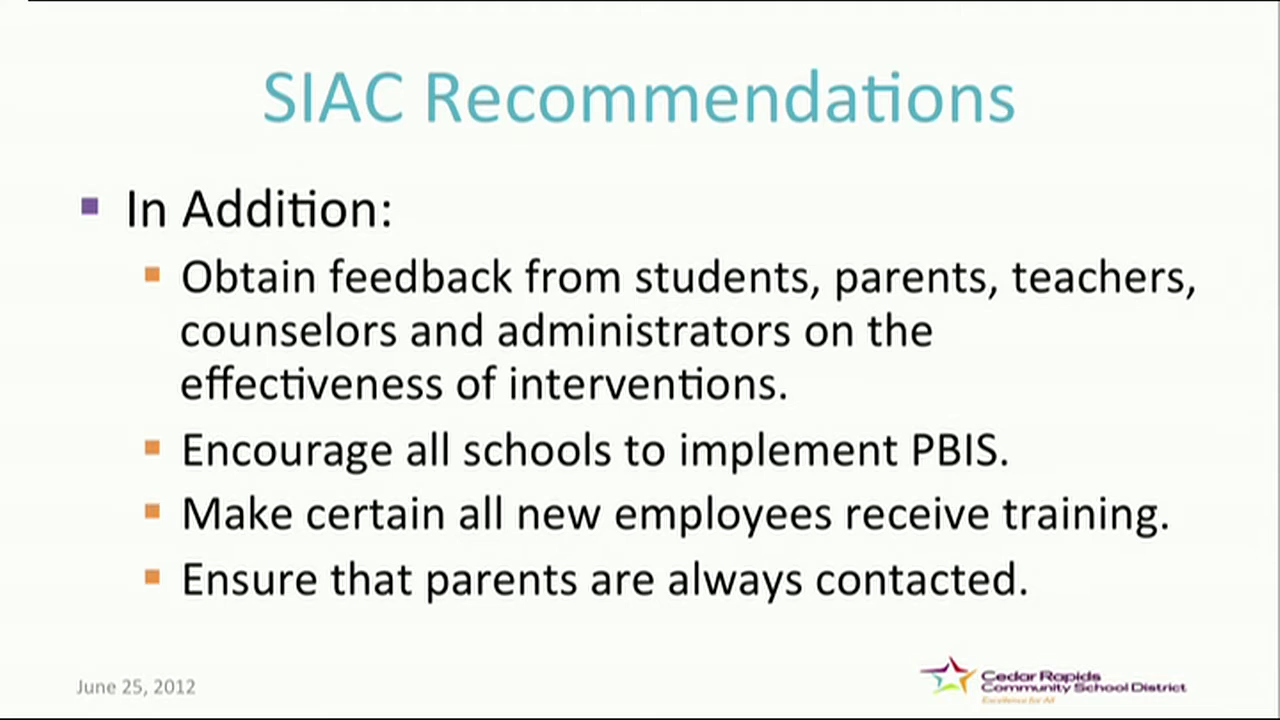 SIAC Recommendations
In Addition:
Obtain feedback from students, parents, teachers,
counselors and administrators on the
effectiveness of interventions.
Encourage all schools to implement PBIS.
Make certain all new employees receive training.
Ensure that parents are always contacted.
June 25, 2012
Cedar Rapids
Community School District
Excellence for All